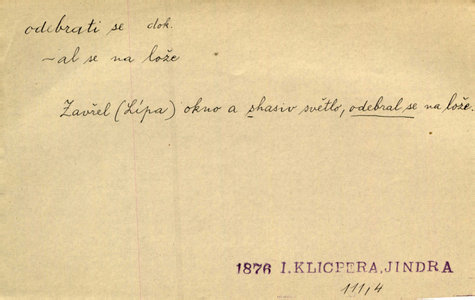 odebrati se dok.
-al se na lože
Zavřel (Lípa) okno a shasiv světlo, odebral se na lože.
1876 I. KLICPERA, JINDRA
111,4